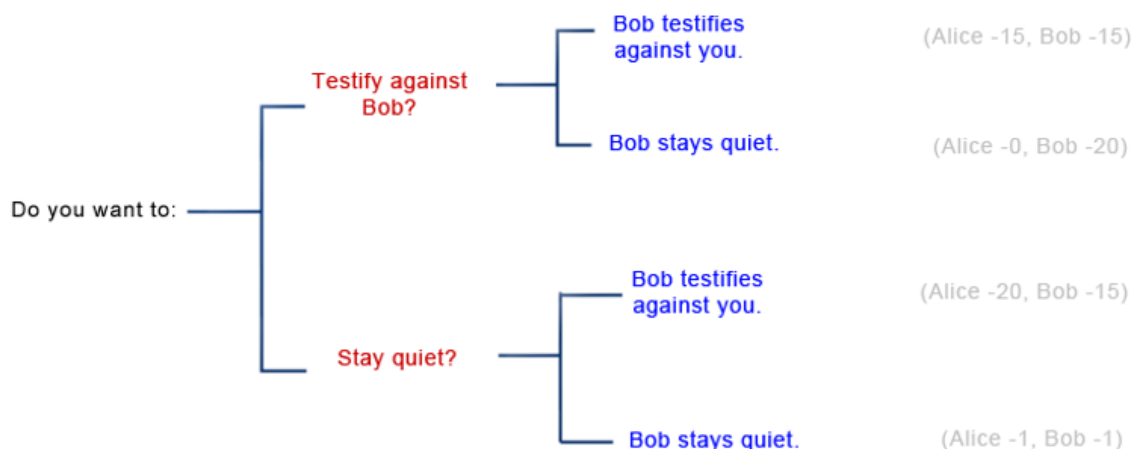 Bob testifies
against you.
(Alice -15, Bob -15)
Testify against
Bob?
Bob stays quiet.
(Alice -0, Bob -20)
Do you want to:
Bob testifies
against you.
(Alice -20, Bob -15)
Stay quiet?
Bob stays quiet.
(Alice -1, Bob -1)